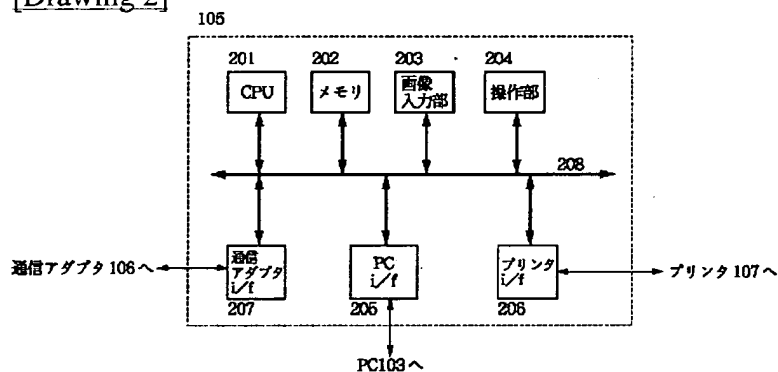 [Drawing 2]
105
201
202
203
204
CPU
メモリ
画像
入力部
操作部
208
通信アダプタ 106へ
通信
アダプタ
i/f
PC
i/f
プリンタ
i/f
プリンタ 107へ
207
205
206
PC103へ